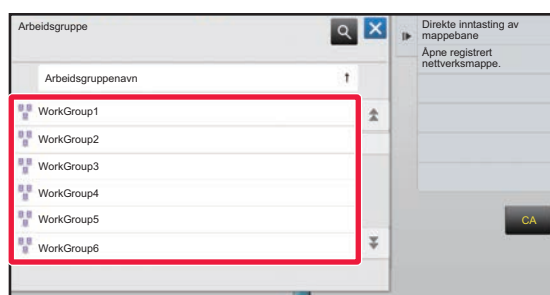 Arbeidsgruppe
Arbeidsgruppenavn
WorkGroup1
WorkGroup2
WorkGroup3
WorkGroup4
WorkGroup5
WorkGroup6
Direkte inntasting av
mappebane
Åpne registrert
nettverksmappe.
CA